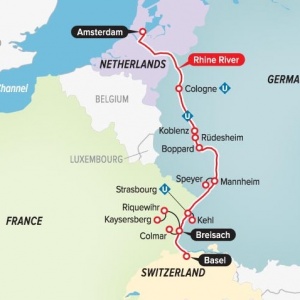 Amsterdam
NETHERLANDS
Rhine River
Channel
GERMA
Cologne U
BELGIUM
U
Koblenz
Rüdesheim
LUXEMBOURG
Boppard
Speyer
Mannheim
Strasbourg U
Riquewihr
Kaysersberg
Kehl
FRANCE
Colmar
Breisach
Basel
SWITZERLAND